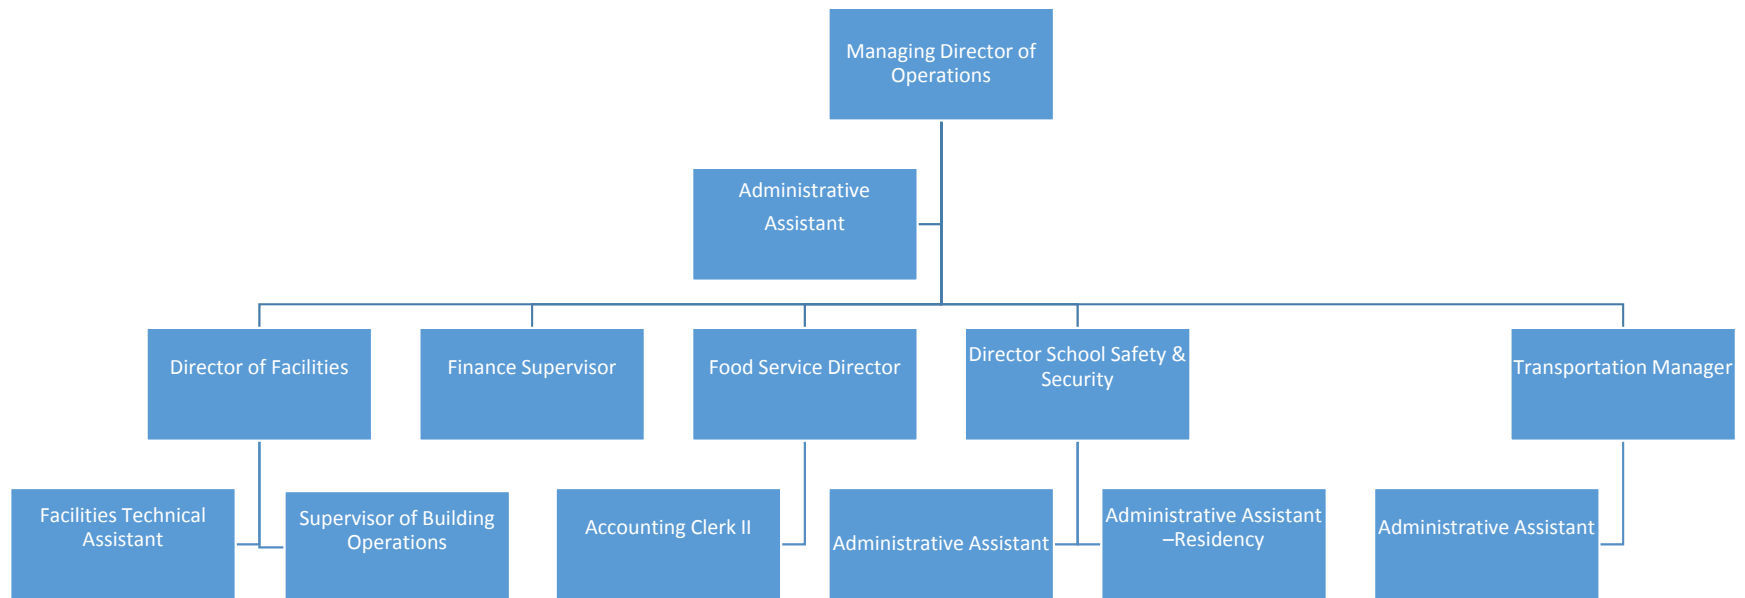 Managing Director of
Operations
Administrative
Assistant
Director of Facilities
Finance Supervisor
Food Service Director
Director School Safety &
Security
Transportation Manager
Facilities Technical
Assistant
Supervisor of Building
Operations
Accounting Clerk II
Administrative Assistant
Administrative Assistant
–Residency
Administrative Assistant